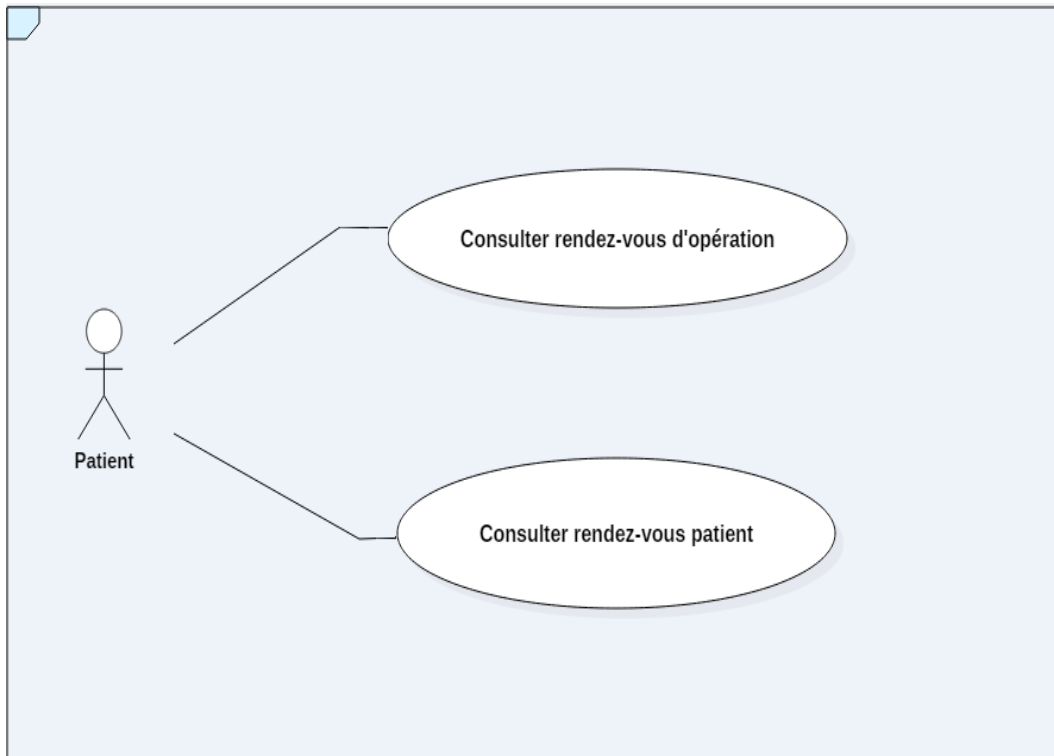 Consulter rendez-vous d'opération
Patient
Consulter rendez-vous patient